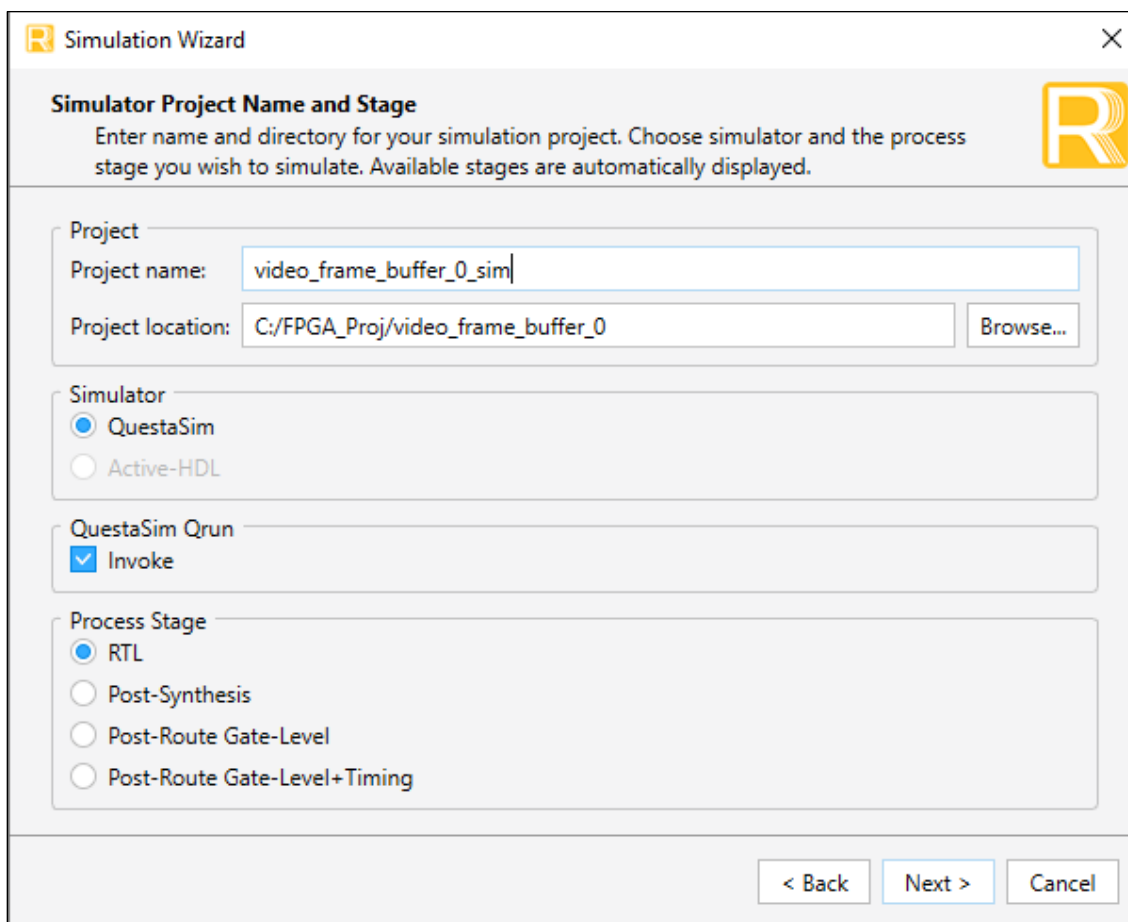 Simulation Wizard
Simulator Project Name and Stage
Enter name and directory for your simulation project. Choose simulator and the process
stage you wish to simulate. Available stages are automatically displayed.
Project
Project name: video_frame_buffer_0_sim
Project location: C:/FPGA_Proj/video_frame_buffer_0 Browse...
Simulator
QuestaSim
Active-HDL
QuestaSim Qrun
Invoke
Process Stage
RTL
Post-Synthesis
Post-Route Gate-Level
Post-Route Gate-Level+Timing
< Back Next > Cancel